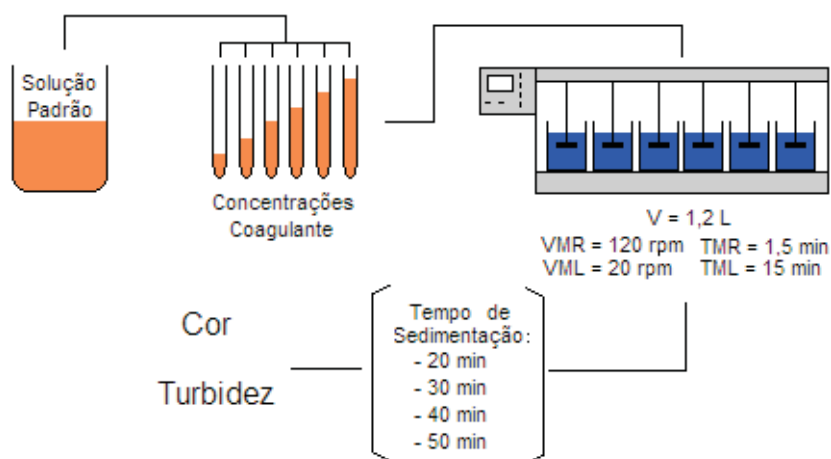 Solução
Padrão
Concentrações
Coagulante
V = 1,2 L
VMR = 120 rpm TMR = 1,5 min
VML = 20 rpm TML = 15 min
Tempo de
Sedimentação:
- 20 min
- 30 min
- 40 min
- 50 min
Cor
Turbidez